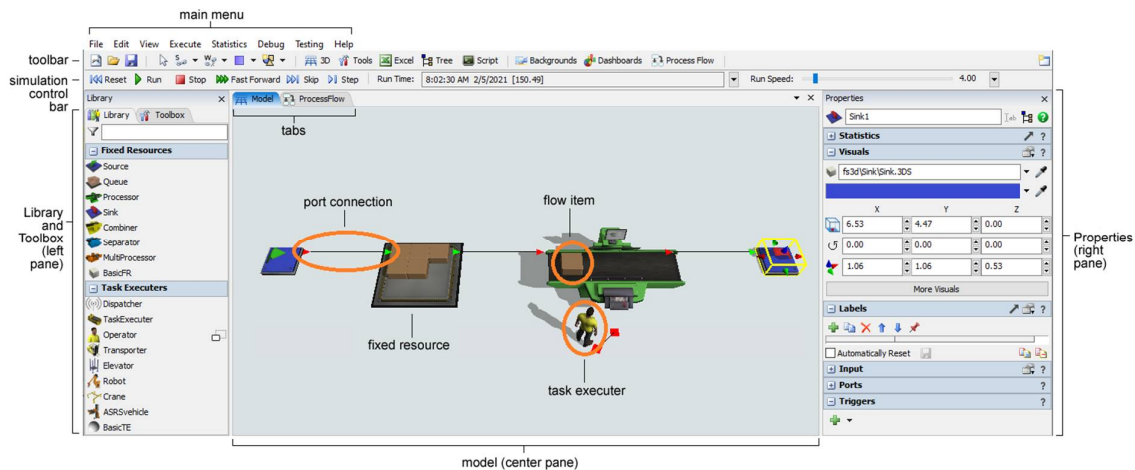 main menu
File Edit View Execute Statistics Debug Testing Help
toolbar
3D Tools Excel Tree Script Backgrounds Dashboards Process Flow
simulation
control
bar
Reset Run Stop Fast Forward Skip Step Run Time: 8:02:30 AM 2/5/2021 [150.49] Run Speed: 4.00
Library
Library Toolbox
Fixed Resources
Source
Queue
Processor
Sink
Combiner
Separator
MultiProcessor
BasicFR
Task Executers
Dispatcher
TaskExecuter
Operator
Transporter
Elevator
Robot
Crane
ASRSvehicle
BasicTE
Library
and
Toolbox
(left
pane)
Model ProcessFlow
tabs
port connection
flow item
fixed resource
task executer
model (center pane)
Properties
Sink1
Statistics
Visuals
fs3d\Sink\Sink.3DS
X Y Z
6.53 4.47 0.00
0.00 0.00 0.00
1.06 1.06 0.53
More Visuals
Labels
Automatically Reset
Input
Ports
Triggers
Properties
(right
pane)